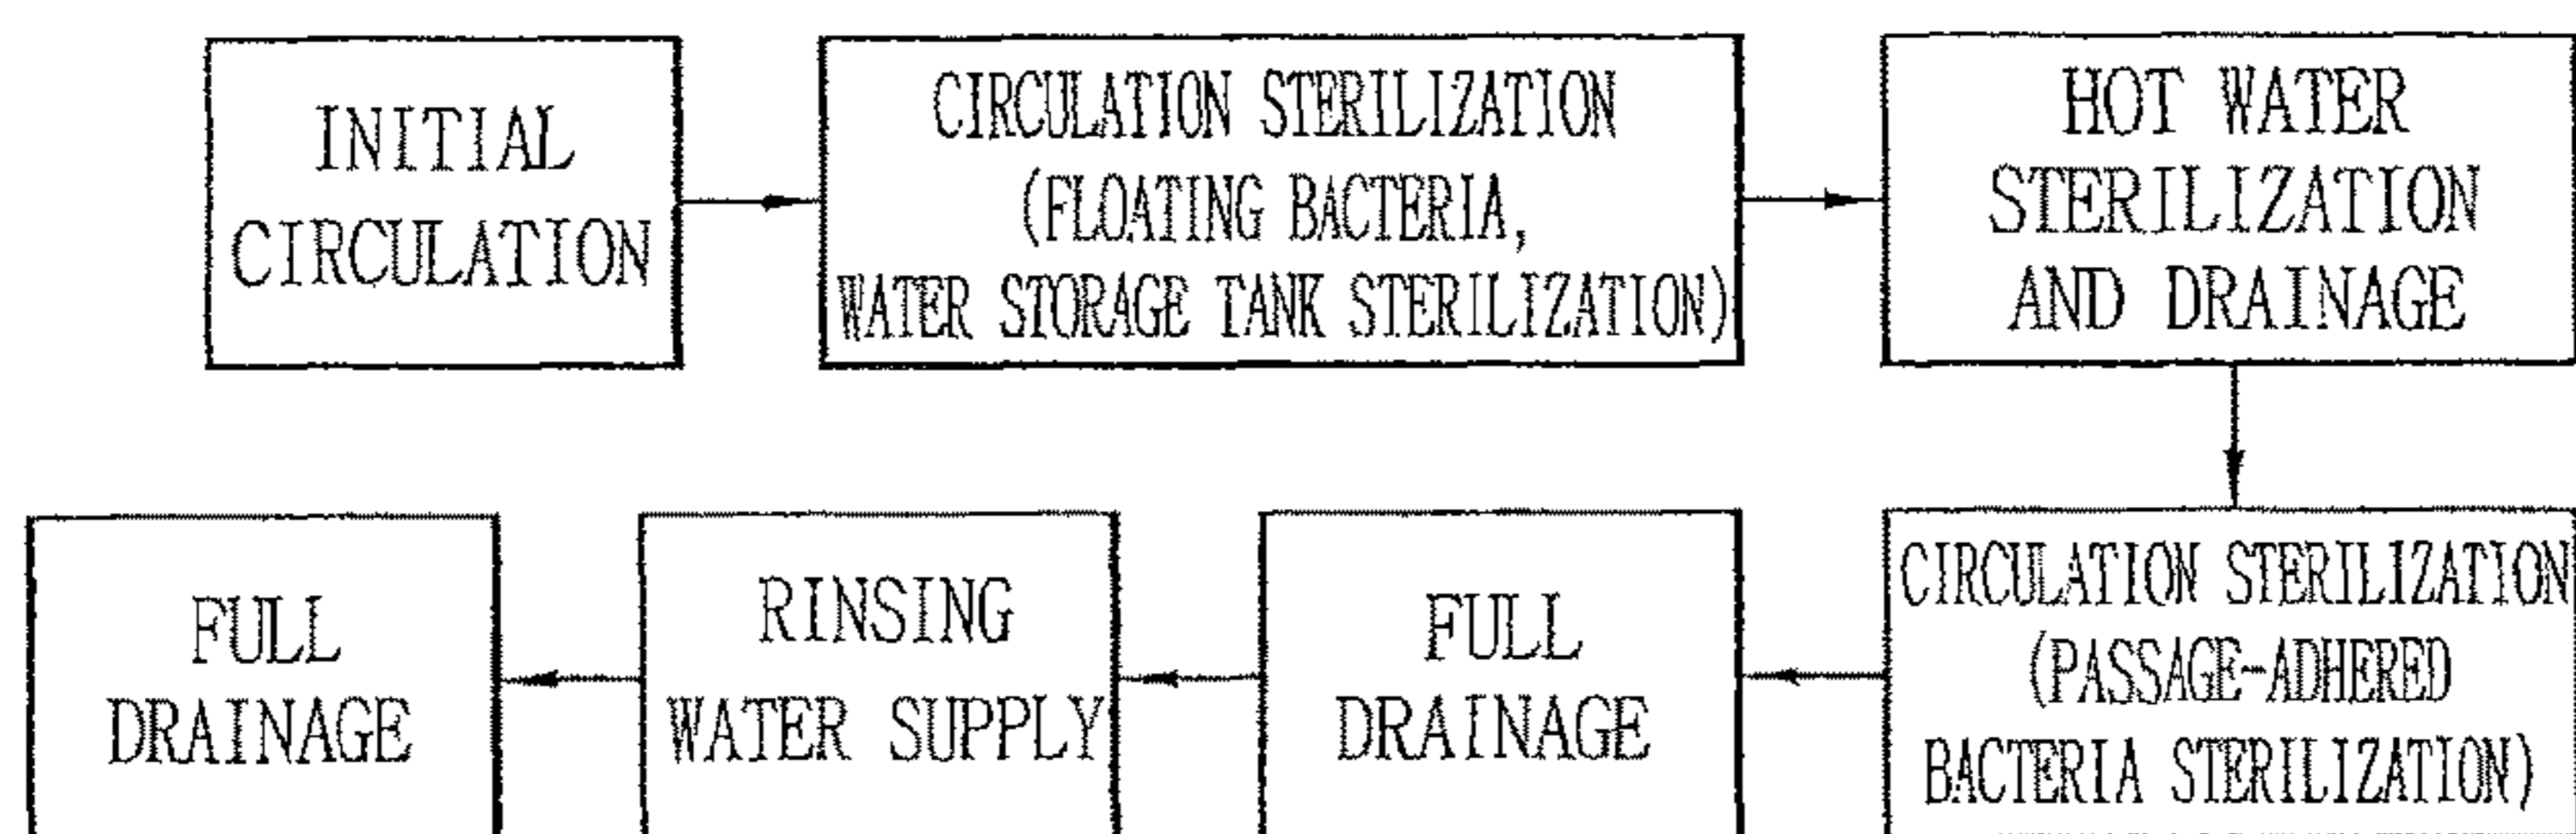 INITIAL
CIRCULATION
CIRCULATION STERILIZATION
(FLOATING BACTERIA,
WATER STORAGE TANK STERILIZATION)
HOT WATER
STERILIZATION
AND DRAINAGE
CIRCULATION STERILIZATION
(PASSAGE-ADHERED
BACTERIA STERILIZATION)
FULL
DRAINAGE
RINSING
WATER SUPPLY
FULL
DRAINAGE